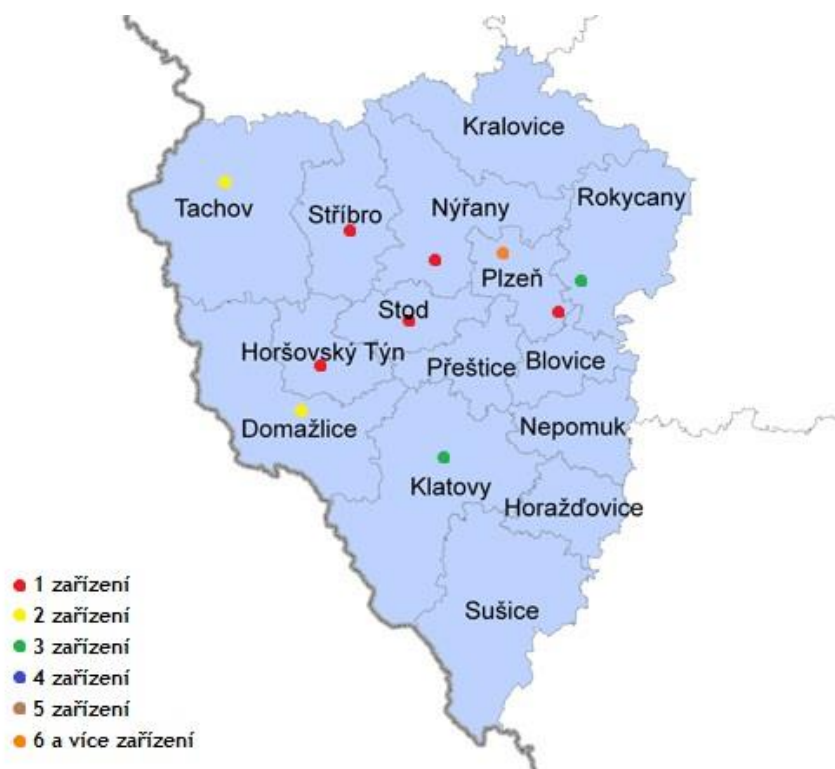 Kralovice
Rokycany
Tachov
Stříbro
Nýřany
Plzeň
Stod
Horšovský Týn
Přeštice
Blovice
Domažlice
Nepomuk
Klatovy
Horažďovice
Sušice
1 zařízení
2 zařízení
3 zařízení
4 zařízení
5 zařízení
6 a více zařízení